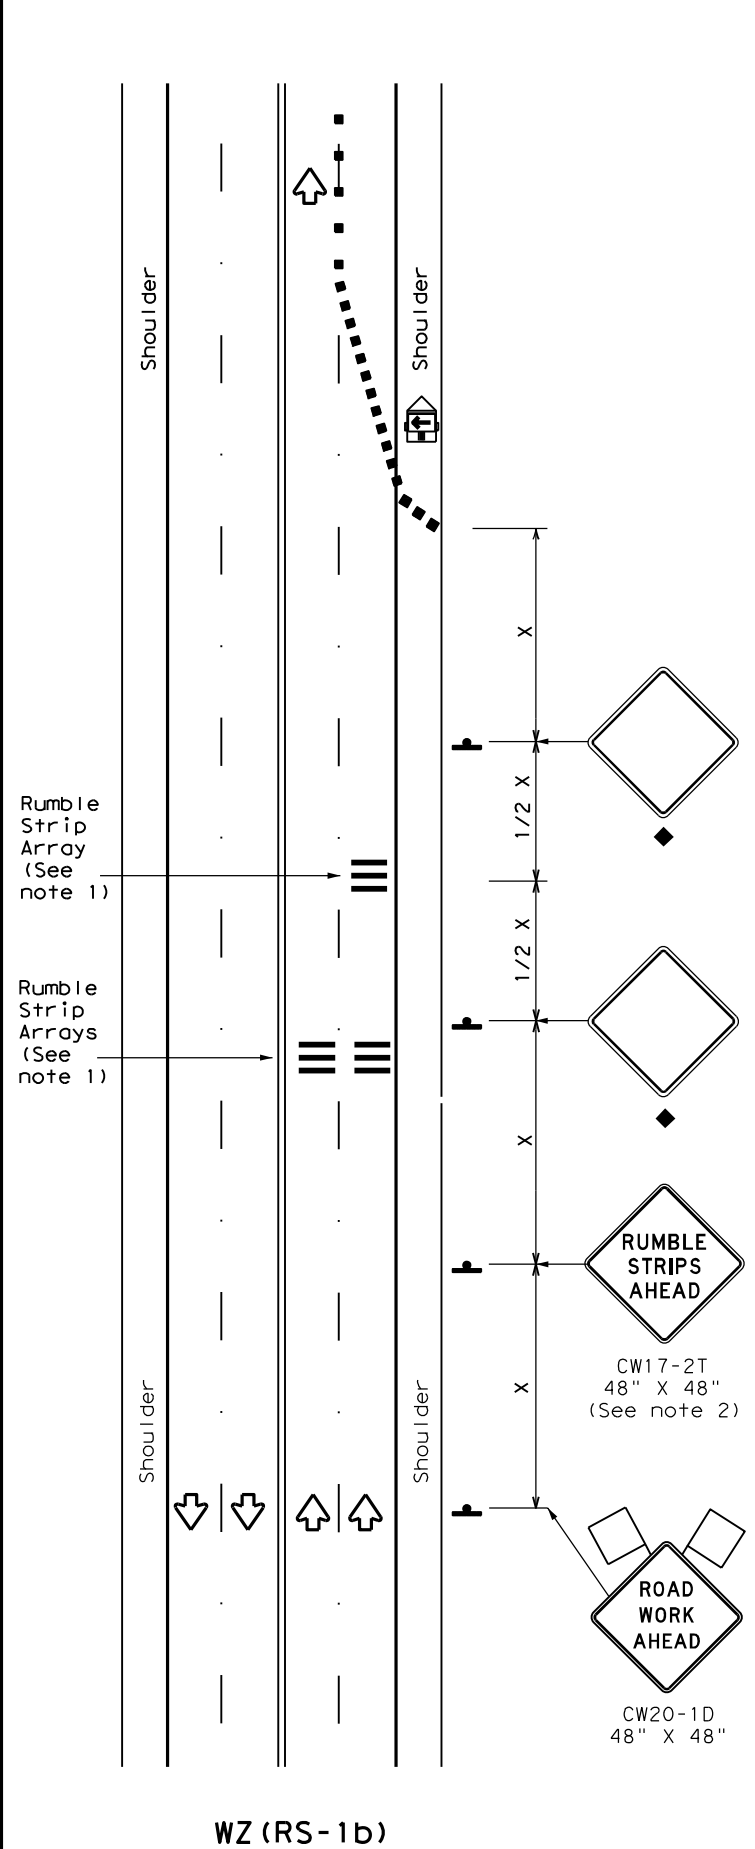 Shoulder
Shoulder
X
1/2 X
Rumble
Strip
Array
(See
note 1)
1/2 X
Rumble
Strip
Arrays
(See
note 1)
X
RUMBLE
STRIPS
AHEAD
CW17-2T
48" X 48"
(See note 2)
X
Shoulder
Shoulder
ROAD
WORK
AHEAD
CW20-1D
48" X 48"
WZ(RS-1b)